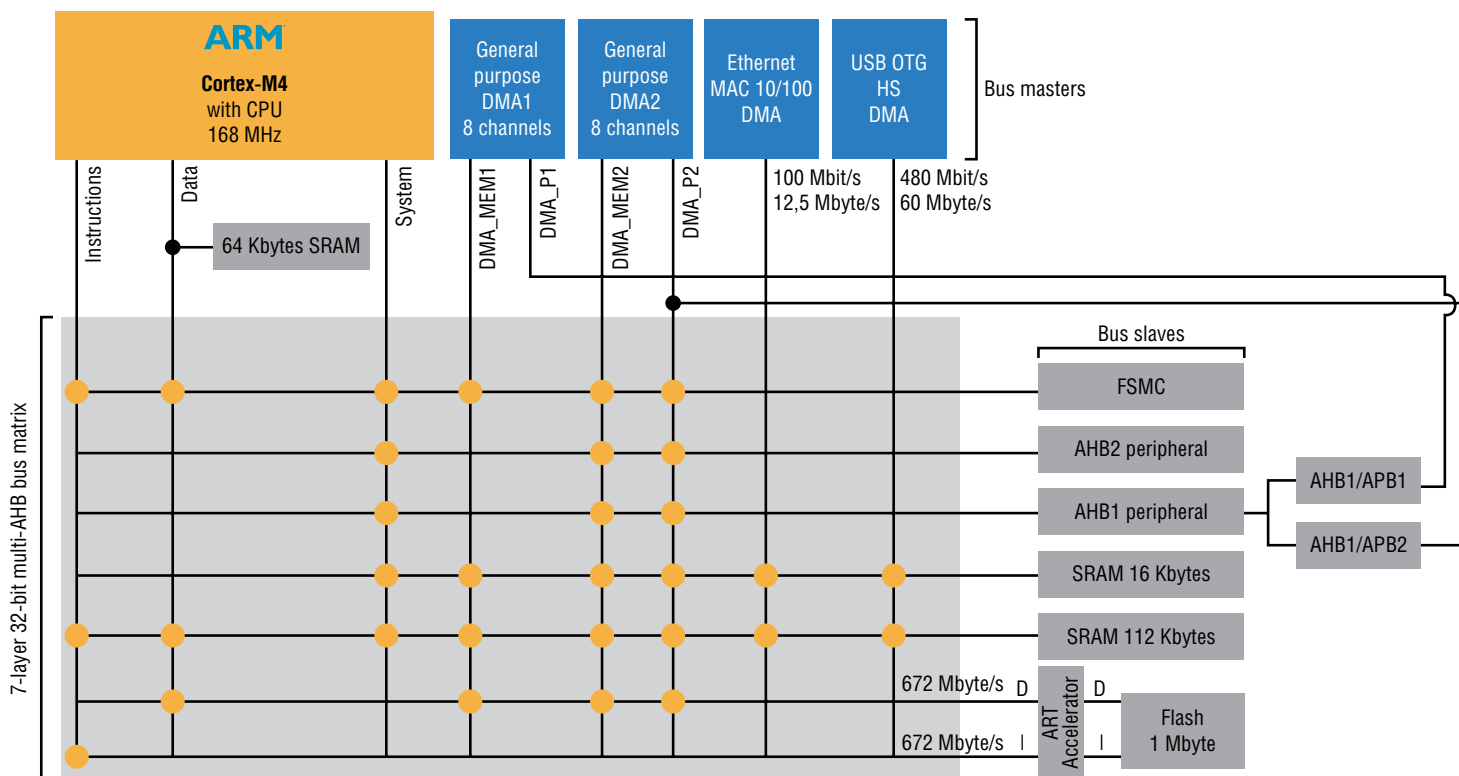 ARM
Cortex-M4
with CPU
168 MHz
General
purpose
DMA1
8 channels
General
purpose
DMA2
8 channels
Ethernet
MAC 10/100
DMA
USB OTG
HS
DMA
Bus masters
Instructions
Data
System
DMA_MEM1
DMA_P1
DMA_MEM2
DMA_P2
100 Mbit/s
12,5 Mbyte/s
480 Mbit/s
60 Mbyte/s
64 Kbytes SRAM
7-layer 32-bit multi-AHB bus matrix
Bus slaves
FSMC
AHB2 peripheral
AHB1 peripheral
AHB1/APB1
AHB1/APB2
SRAM 16 Kbytes
SRAM 112 Kbytes
672 Mbyte/s
D
D
672 Mbyte/s
I
I
ART
Accelerator
Flash
1 Mbyte